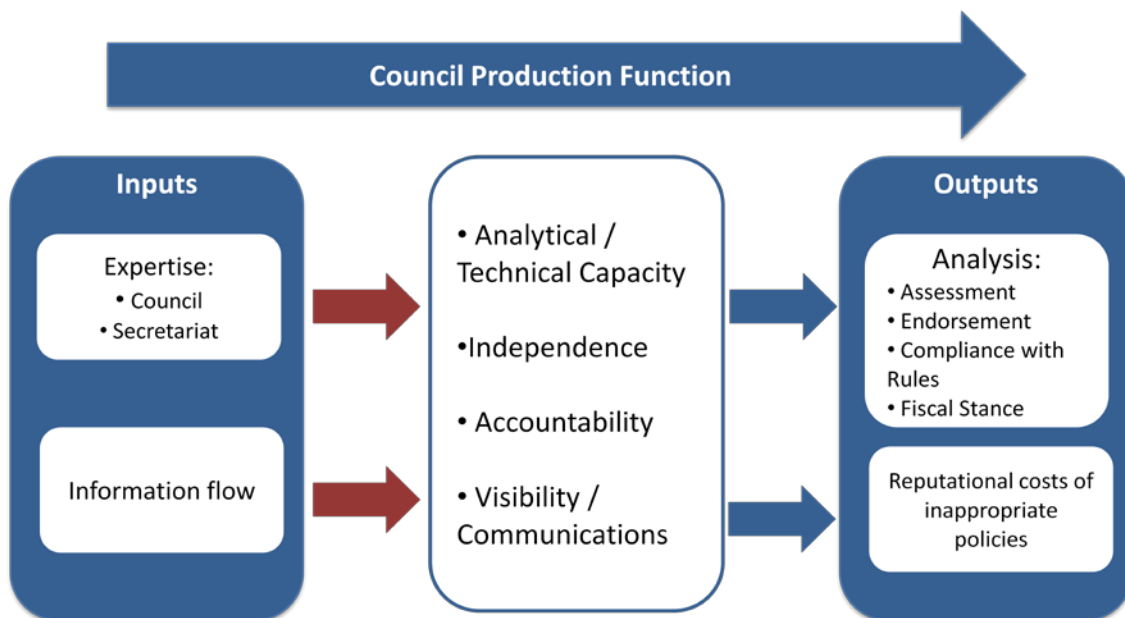 Council Production Function
Inputs
Expertise:
• Council
• Secretariat
Information flow
• Analytical /
Technical Capacity
•Independence
• Accountability
• Visibility /
Communications
Outputs
Analysis:
• Assessment
• Endorsement
• Compliance with
Rules
• Fiscal Stance
Reputational costs of
inappropriate
policies